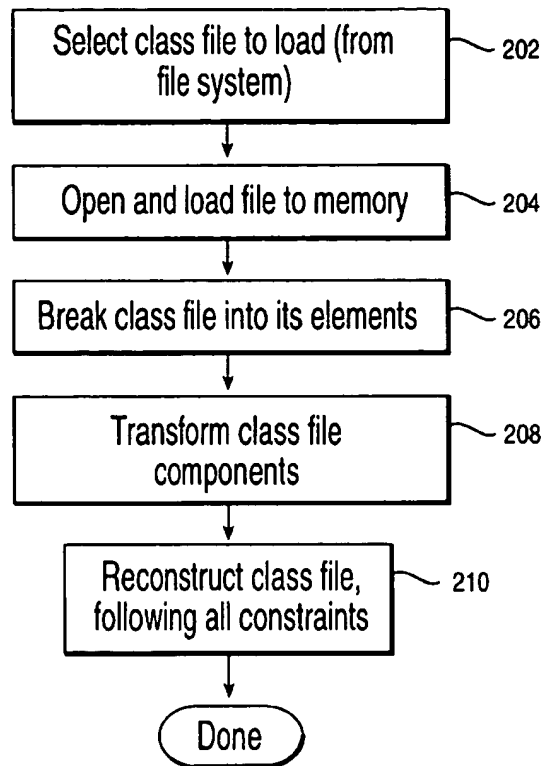 Select class file to load (from
file system)
202
Open and load file to memory
204
Break class file into its elements
206
Transform class file
components
208
Reconstruct class file,
following all constraints
210
Done